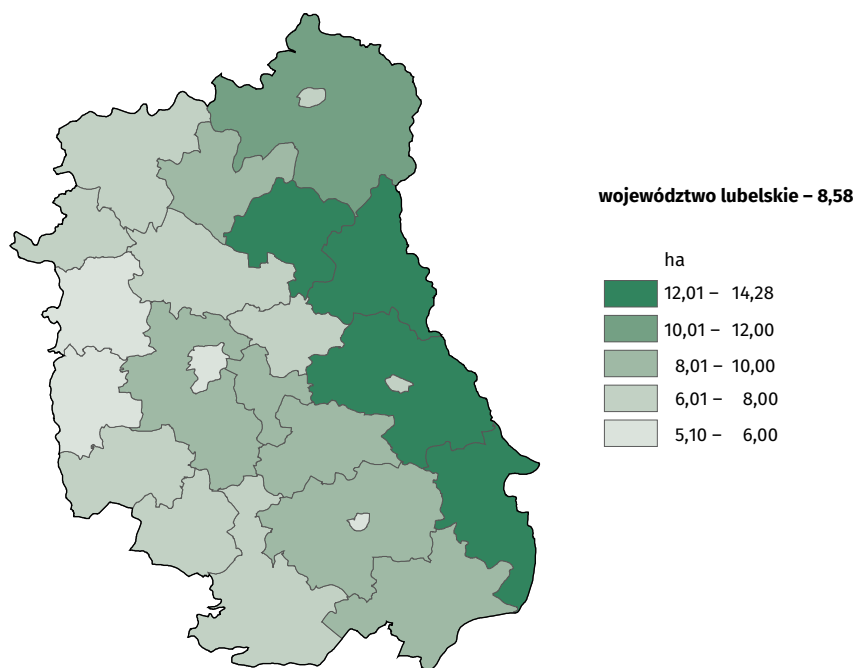 województwo lubelskie – 8,58
ha
12,01 – 14,28
10,01 – 12,00
8,01 – 10,00
6,01 – 8,00
5,10 – 6,00